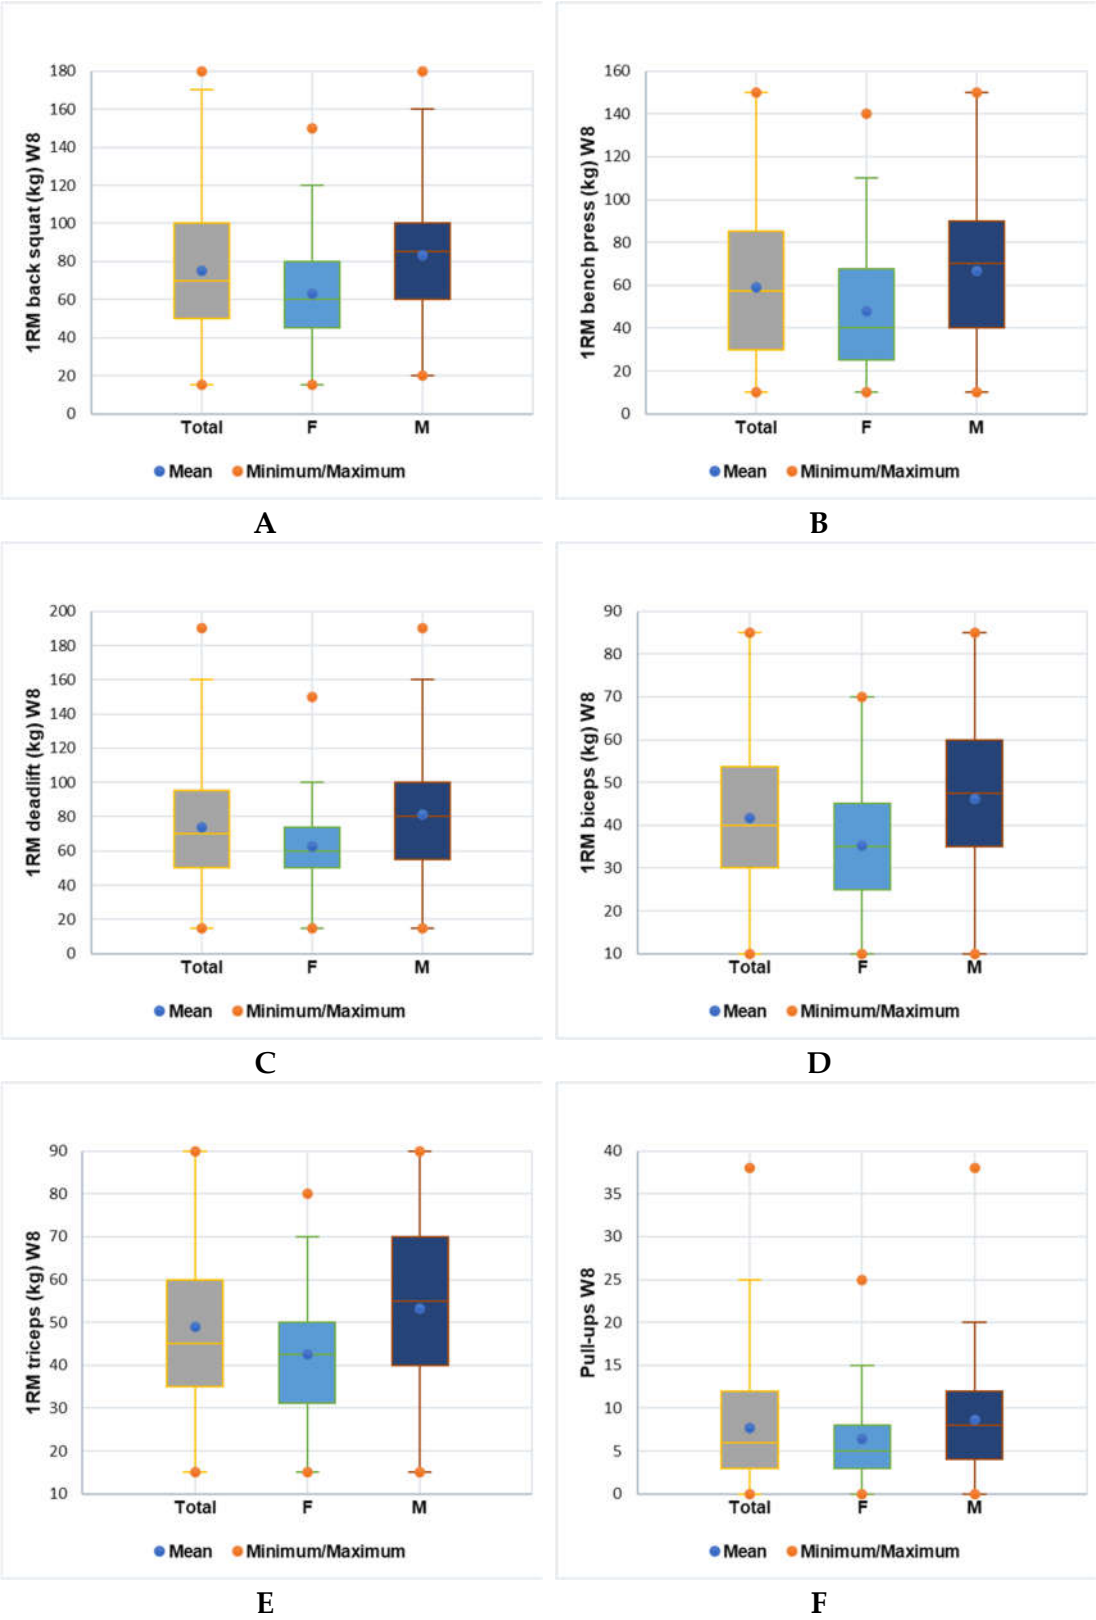 1RM back squat (kg) W8
180
160
140
120
100
80
60
40
20
0
Total F M
Mean Minimum/Maximum
A
1RM bench press (kg) W8
160
140
120
100
80
60
40
20
0
Total F M
Mean Minimum/Maximum
B
1RM deadlift (kg) W8
200
180
160
140
120
100
80
60
40
20
0
Total F M
Mean Minimum/Maximum
C
1RM biceps (kg) W8
90
80
70
60
50
40
30
20
10
Total F M
Mean Minimum/Maximum
D
1RM triceps (kg) W8
90
80
70
60
50
40
30
20
10
Total F M
Mean Minimum/Maximum
E
Pull-ups W8
40
35
30
25
20
15
10
5
0
Total F M
Mean Minimum/Maximum
F